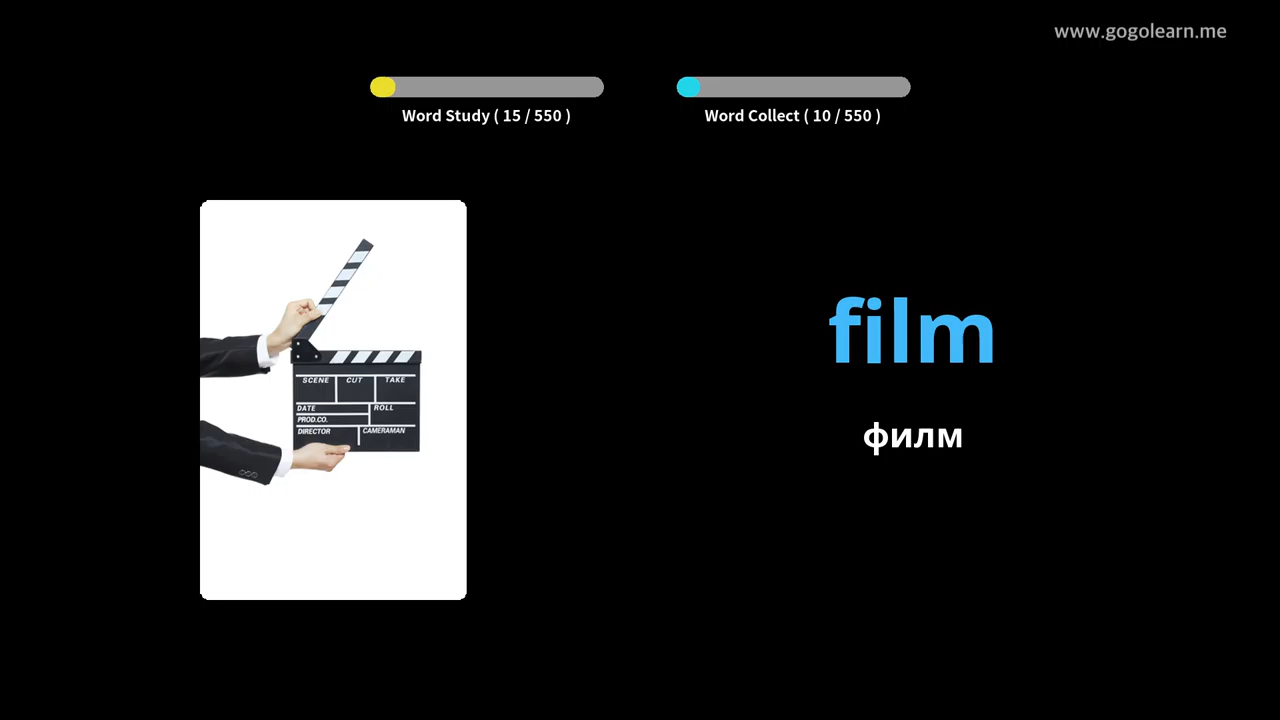 www.gogolearn.me
Word Study ( 15 / 550 )
Word Collect ( 10 / 550 )
SCENE CUT TAKE
DATE ROLL
PROD.CO.
DIRECTOR CAMERAMAN
film
филм